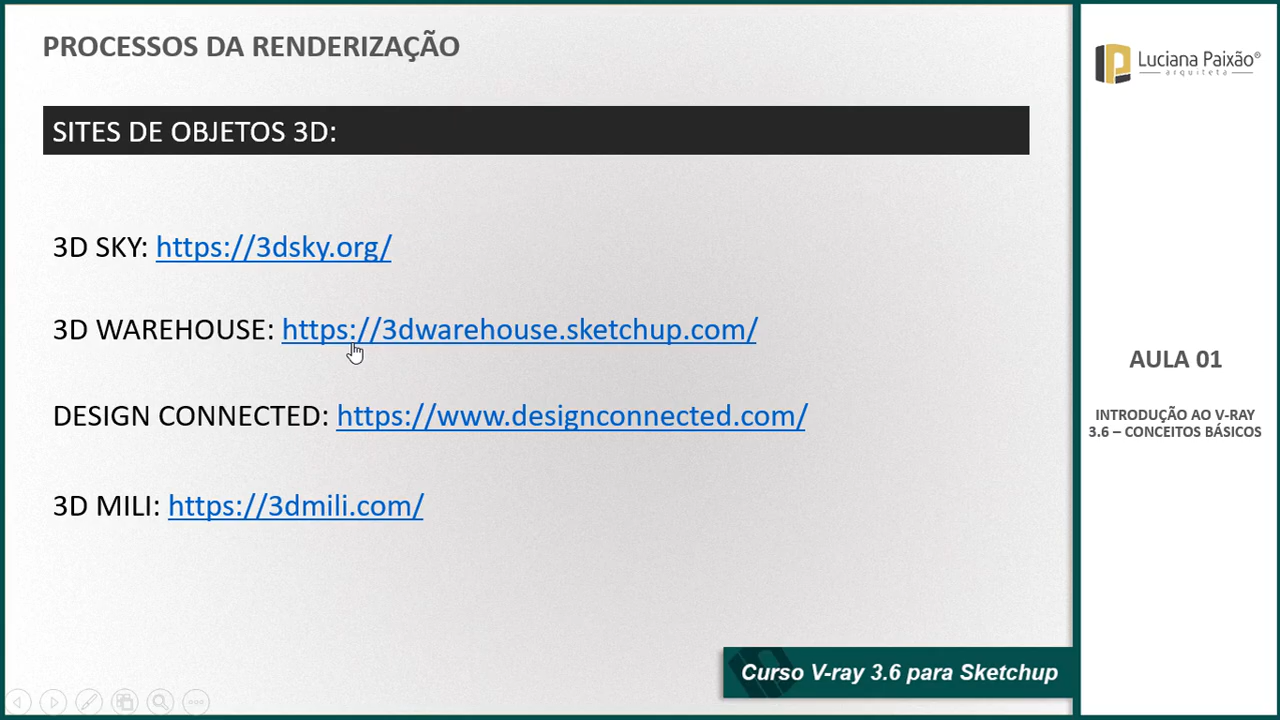 PROCESSOS DA RENDERIZAÇÃO
SITES DE OBJETOS 3D:
3D SKY: https://3dsky.org/
3D WAREHOUSE: https://3dwarehouse.sketchup.com/
DESIGN CONNECTED: https://www.designconnected.com/
3D MILI: https://3dmili.com/
Curso V-ray 3.6 para Sketchup
Luciana Paixão®
arquiteta
AULA 01
INTRODUÇÃO AO V-RAY
3.6 – CONCEITOS BÁSICOS